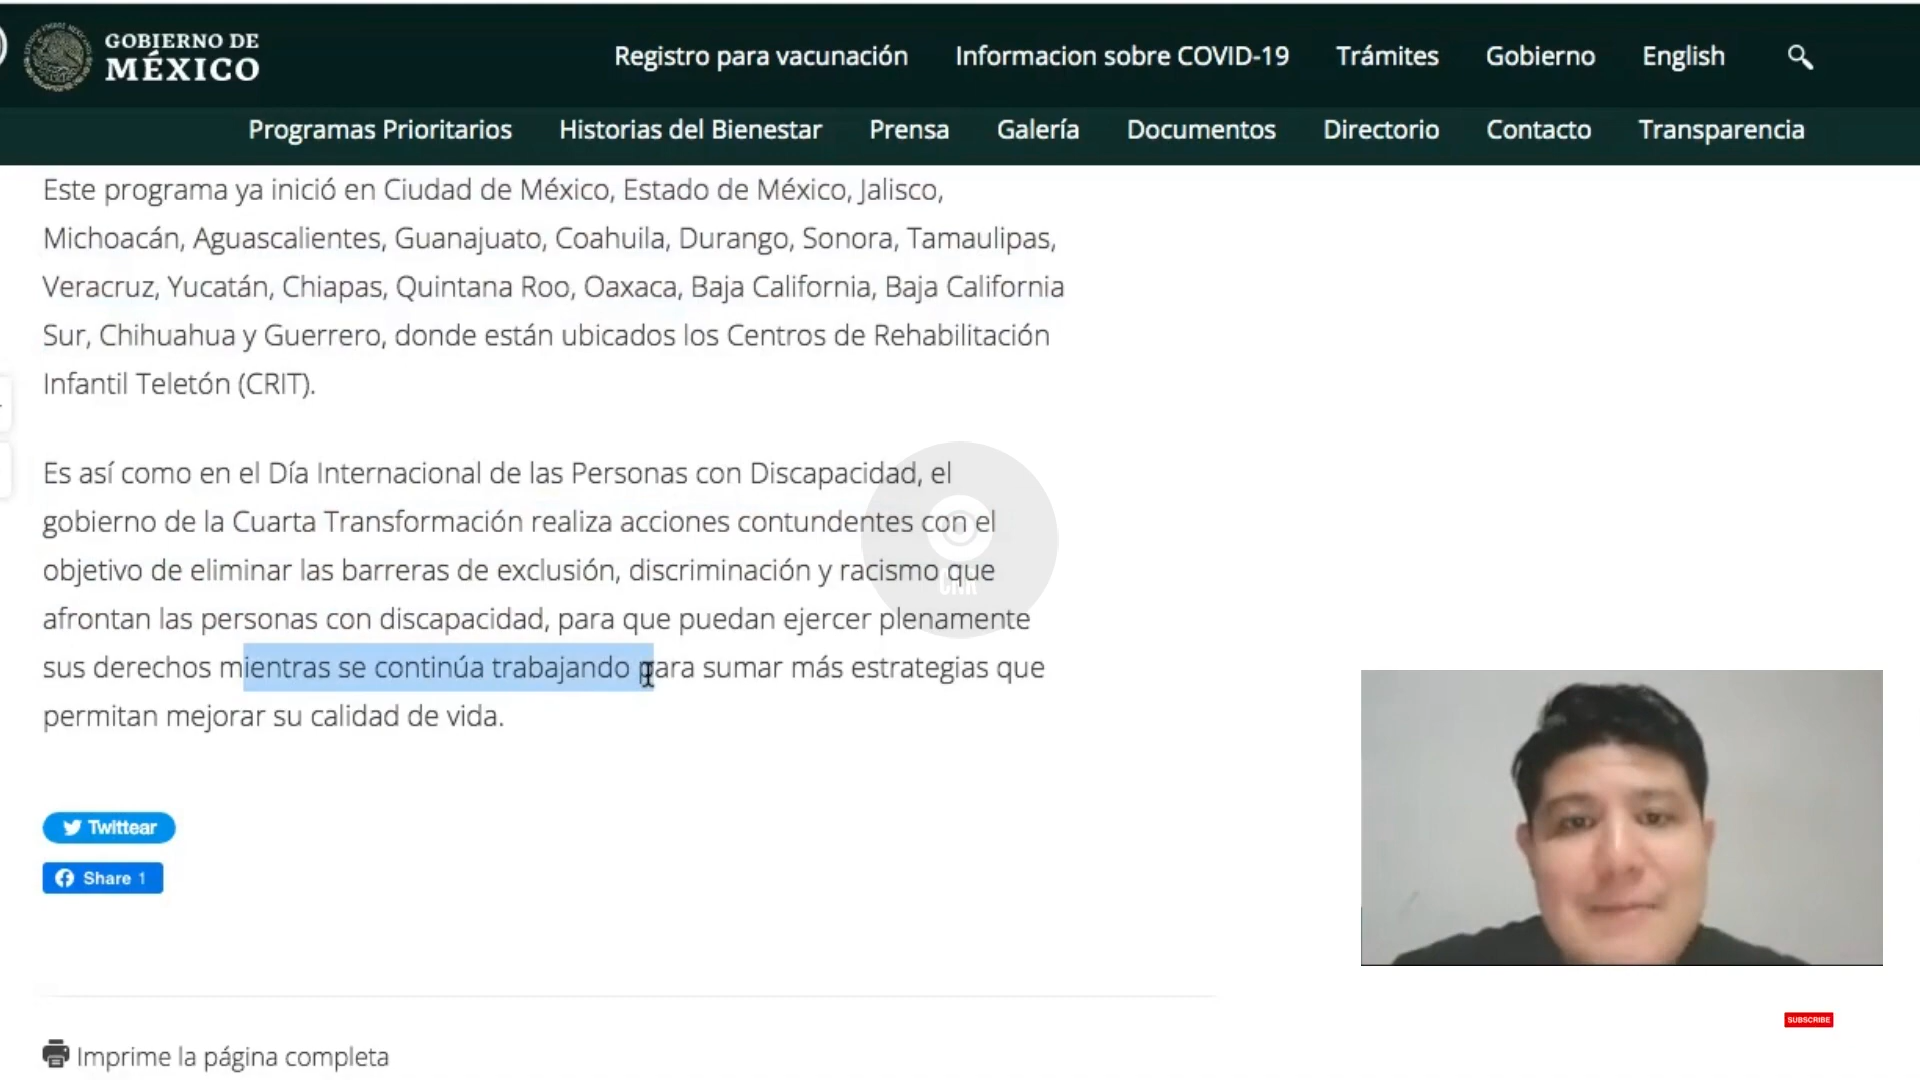 GOBIERNO DE
MÉXICO
Registro para vacunación Informacion sobre COVID-19 Trámites Gobierno English
Programas Prioritarios Historias del Bienestar Prensa Galería Documentos Directorio Contacto Transparencia
Este programa ya inició en Ciudad de México, Estado de México, Jalisco,
Michoacán, Aguascalientes, Guanajuato, Coahuila, Durango, Sonora, Tamaulipas,
Veracruz, Yucatán, Chiapas, Quintana Roo, Oaxaca, Baja California, Baja California
Sur, Chihuahua y Guerrero, donde están ubicados los Centros de Rehabilitación
Infantil Teletón (CRIT).
Es así como en el Día Internacional de las Personas con Discapacidad, el
gobierno de la Cuarta Transformación realiza acciones contundentes con el
objetivo de eliminar las barreras de exclusión, discriminación y racismo que
afrontan las personas con discapacidad, para que puedan ejercer plenamente
sus derechos mientras se continúa trabajando para sumar más estrategias que
permitan mejorar su calidad de vida.
Twittear
Share 1
SUBSCRIBE
Imprime la página completa